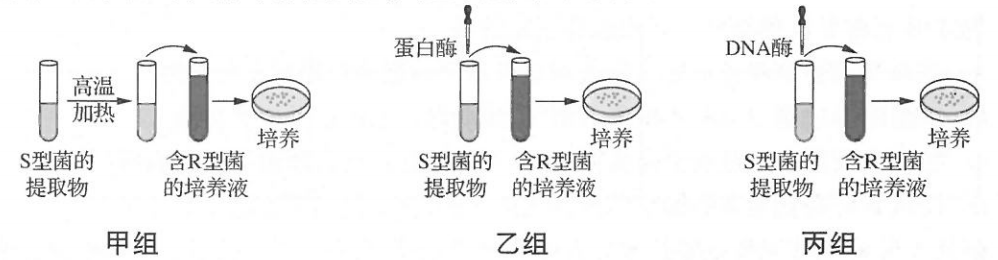 高温
加热
培养
S型菌的
提取物
含R型菌
的培养液
甲组
蛋白酶
培养
S型菌的
提取物
含R型菌
的培养液
乙组
DNA酶
培养
S型菌的
提取物
含R型菌
的培养液
丙组